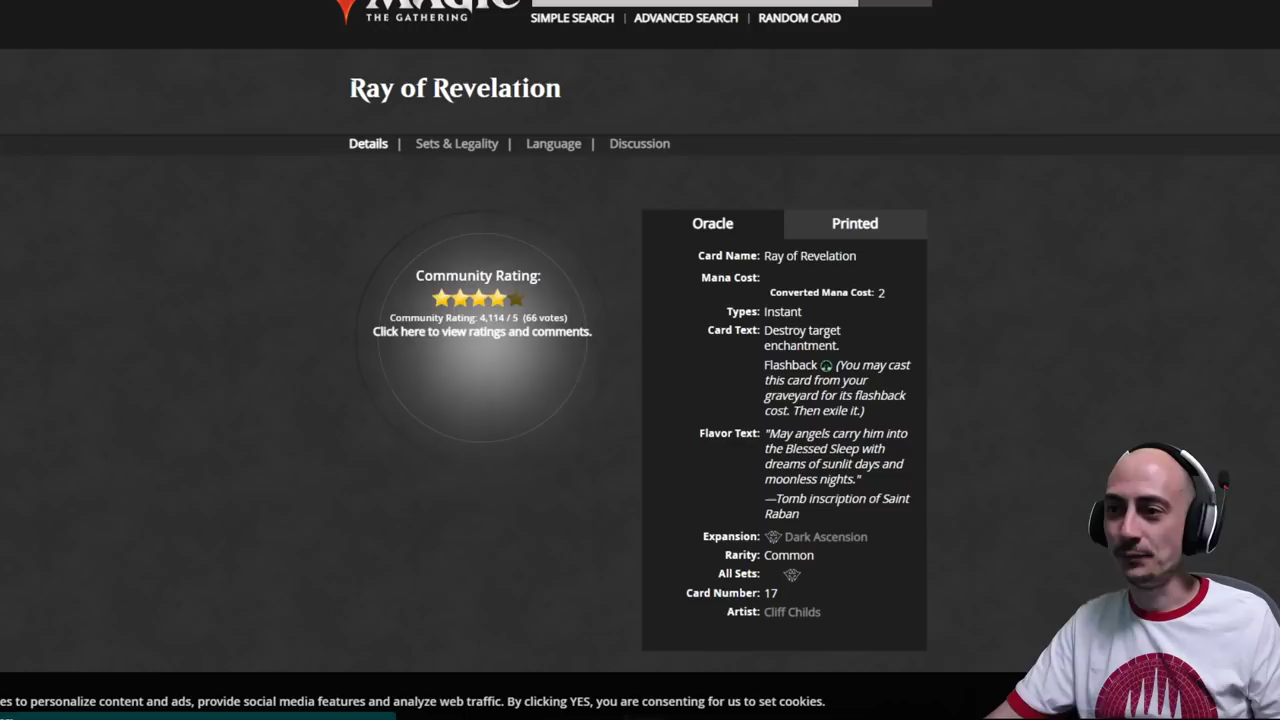 MAGIC
THE GATHERING
SIMPLE SEARCH | ADVANCED SEARCH | RANDOM CARD
Ray of Revelation
Details | Sets & Legality | Language | Discussion
Oracle Printed
Community Rating:
Community Rating: 4,114 / 5 (66 votes)
Click here to view ratings and comments.
Card Name: Ray of Revelation
Mana Cost:
Converted Mana Cost: 2
Types: Instant
Card Text: Destroy target
enchantment.
Flashback (You may cast
this card from your
graveyard for its flashback
cost. Then exile it.)
Flavor Text: "May angels carry him into
the Blessed Sleep with
dreams of sunlit days and
moonless nights."
—Tomb inscription of Saint
Raban
Expansion: Dark Ascension
Rarity: Common
All Sets:
Card Number: 17
Artist: Cliff Childs
es to personalize content and ads, provide social media features and analyze web traffic. By clicking YES, you are consenting for us to set cookies.